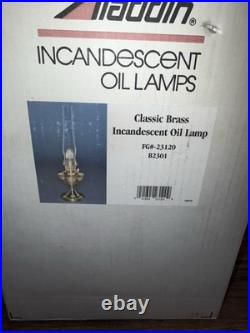 Aladdin®
INCANDESCENT
OIL LAMPS
Classic Brass
Incandescent Oil Lamp
FG#-23120
B2301